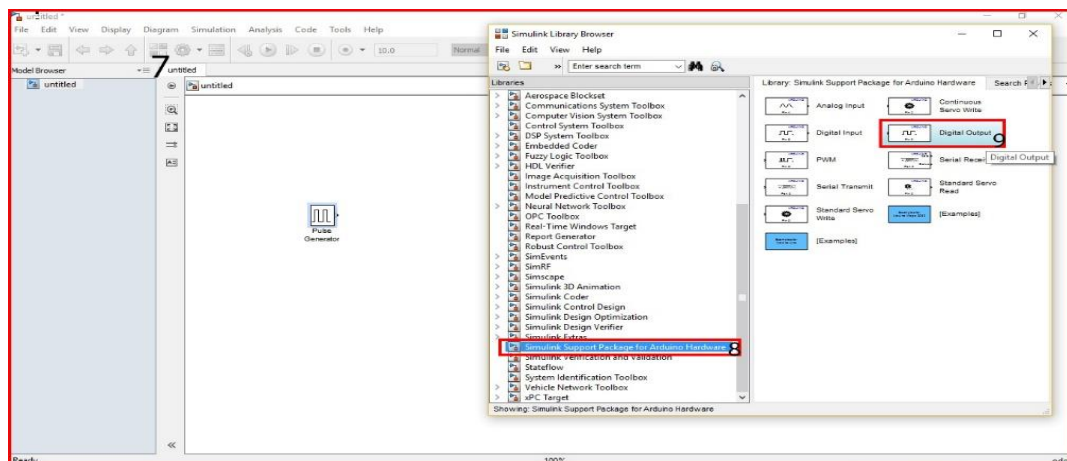 untitled *
File Edit View Display Diagram Simulation Analysis Code Tools Help
10.0 Normal
Model Browser
7
untitled
untitled
untitled
Pulse
Generator
Ready
100%
Simulink Library Browser
File Edit View Help
Enter search term
Libraries
Aerospace Blockset
Communications System Toolbox
Computer Vision System Toolbox
Control System Toolbox
DSP System Toolbox
Embedded Coder
Fuzzy Logic Toolbox
HDL Verifier
Image Acquisition Toolbox
Instrument Control Toolbox
Model Predictive Control Toolbox
Neural Network Toolbox
OPC Toolbox
Real-Time Windows Target
Report Generator
Robust Control Toolbox
SimEvents
SimRF
Simscape
Simulink 3D Animation
Simulink Coder
Simulink Control Design
Simulink Design Optimization
Simulink Design Verifier
Simulink Extras
Simulink Support Package for Arduino Hardware 8
Simulink Verification and Validation
Stateflow
System Identification Toolbox
Vehicle Network Toolbox
xPC Target
Showing: Simulink Support Package for Arduino Hardware
Library: Simulink Support Package for Arduino Hardware
Analog Input
Continuous
Servo Write
Digital Input
Digital Output 9
Digital Output
PWM
Serial Transmit
Standard Servo
Read
Standard Servo
Write
[Examples]
[Examples]